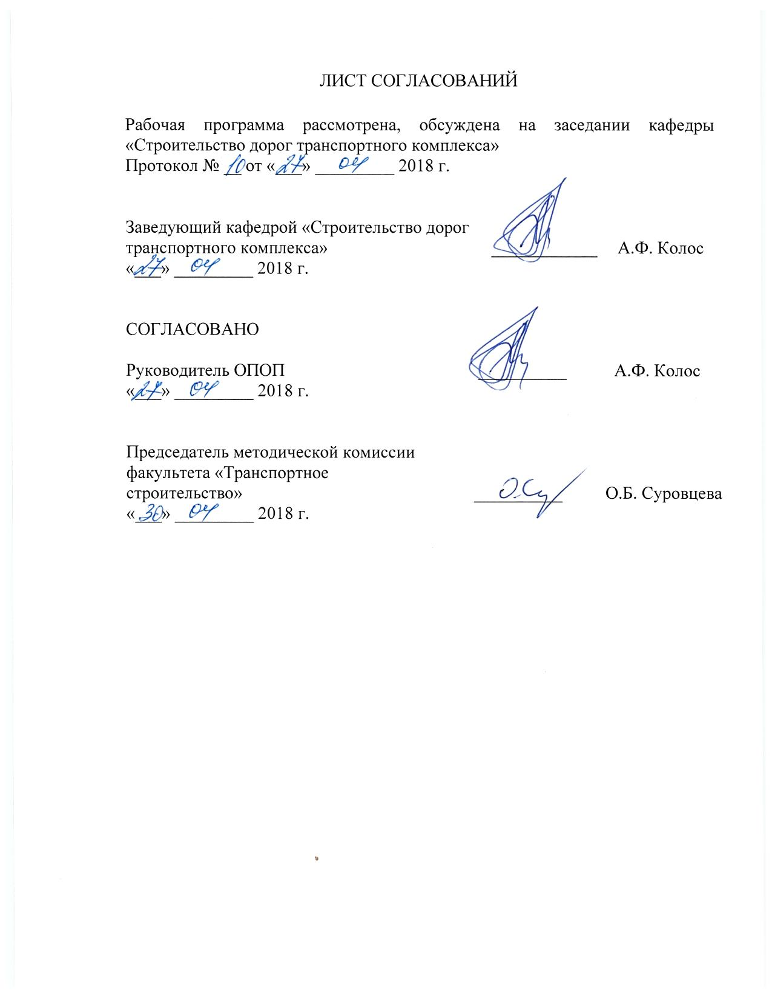 ЛИСТ СОГЛАСОВАНИЙ
Рабочая программа рассмотрена, обсуждена на заседании кафедры
«Строительство дорог транспортного комплекса»
Протокол № 10 от «27» 04 2018 г.
Заведующий кафедрой «Строительство дорог
транспортного комплекса» А.Ф. Колос
«27» 04 2018 г.
СОГЛАСОВАНО
Руководитель ОПОП А.Ф. Колос
«27» 04 2018 г.
Председатель методической комиссии
факультета «Транспортное
строительство» О.Б. Суровцева
«30» 04 2018 г.